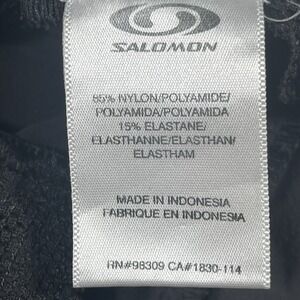 SALOMON
85% NYLON/POLYAMIDE/
POLYAMIDA/POLYAMIDA
15% ELASTANE/
ELASTHANNE/ELASTHAN/
ELASTHAM
MADE IN INDONESIA
FABRIQUE EN INDONESIA
RN#98309 CA#1830-114